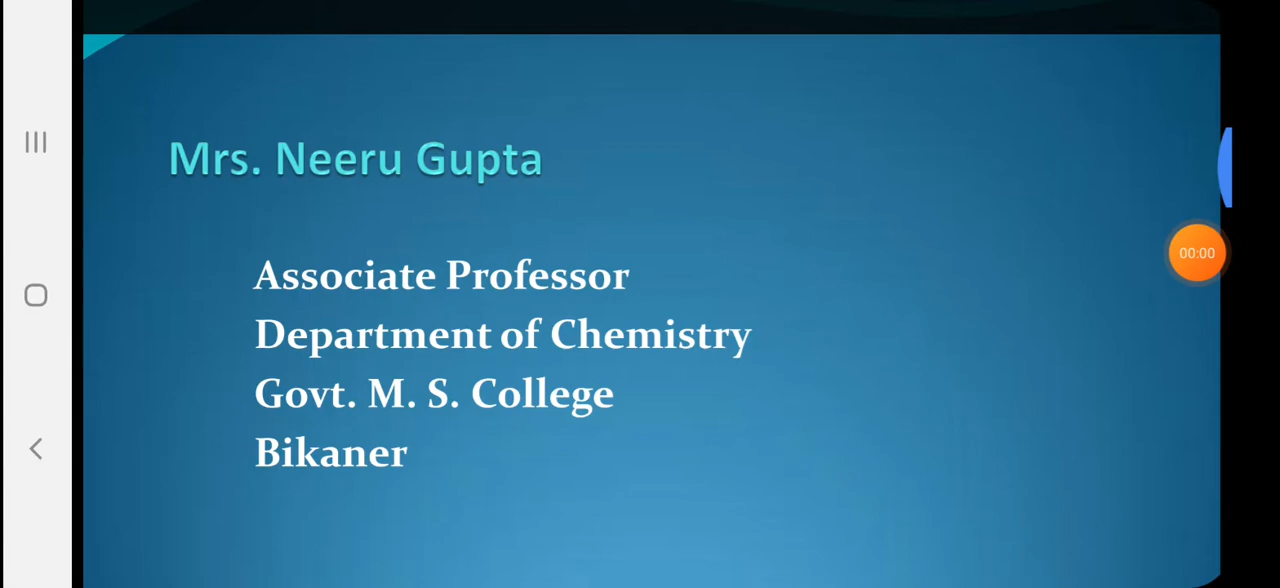 Mrs. Neeru Gupta
00:00
Associate Professor
Department of Chemistry
Govt. M. S. College
Bikaner